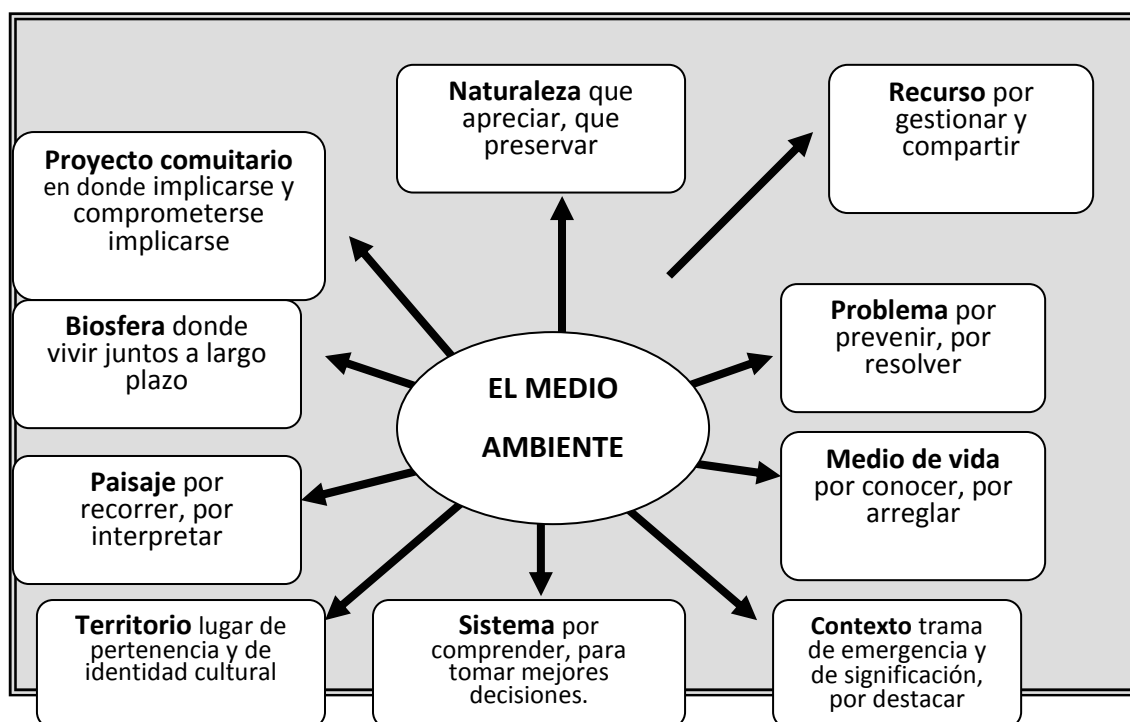 Naturaleza que
apreciar, que
preservar
Recurso por
gestionar y
compartir
Proyecto comuitario
en donde implicarse y
comprometerse
implicarse
Biosfera donde
vivir juntos a largo
plazo
Problema por
prevenir, por
resolver
EL MEDIO
AMBIENTE
Paisaje por
recorrer, por
interpretar
Medio de vida
por conocer, por
arreglar
Territorio lugar de
pertenencia y de
identidad cultural
Sistema por
comprender, para
tomar mejores
decisiones.
Contexto trama
de emergencia y
de significación,
por destacar